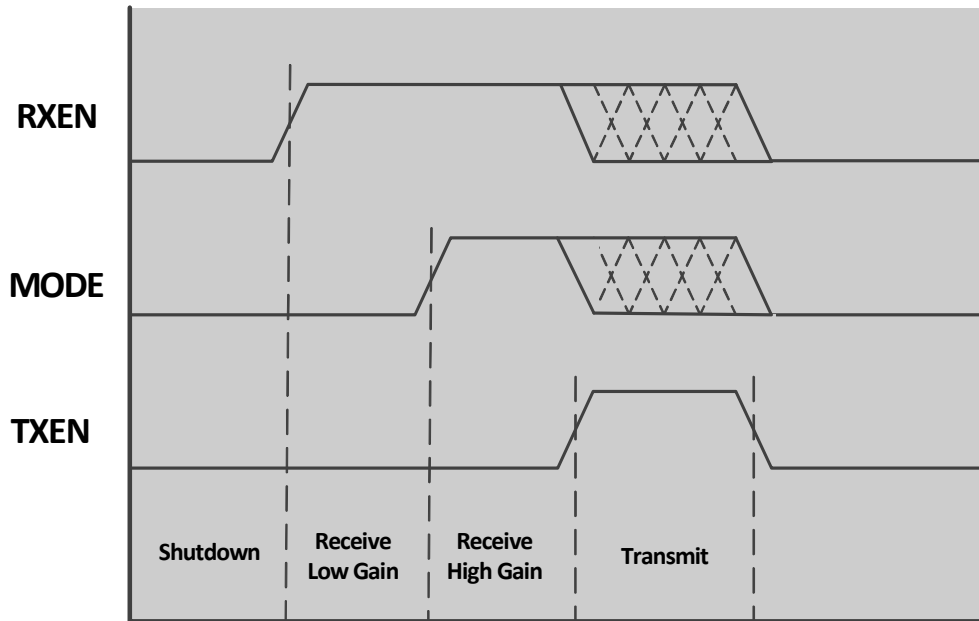 RXEN
MODE
TXEN
Shutdown
Receive
Low Gain
Receive
High Gain
Transmit